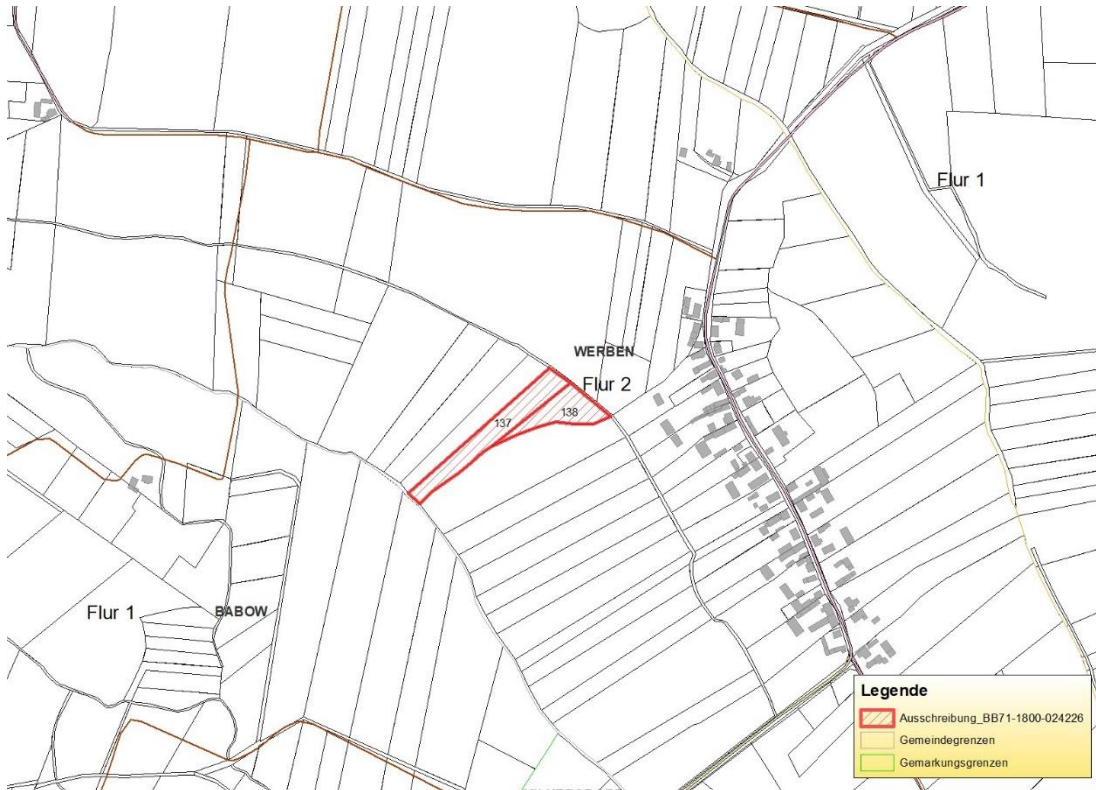 Flur 1
WERBEN
Flur 2
137
138
Flur 1
BABOW
Legende
Ausschreibung_BB71-1800-024226
Gemeindegrenzen
Gemarkungsgrenzen